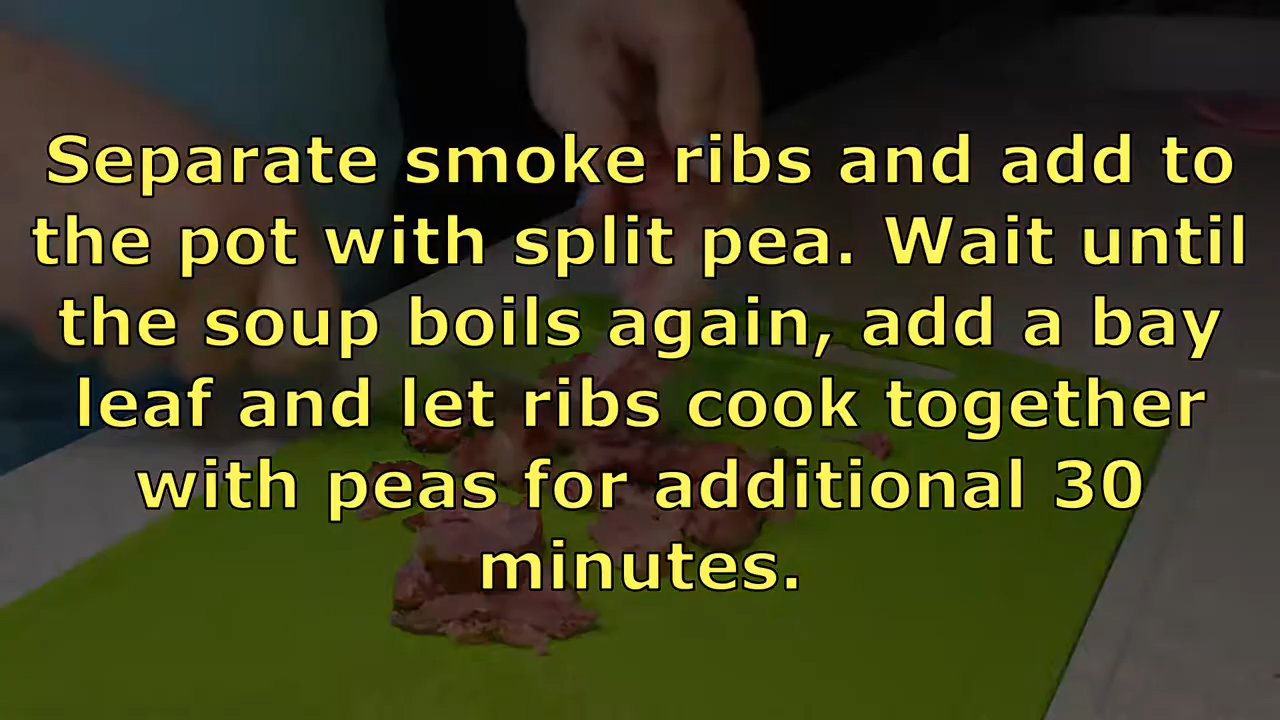 Separate smoke ribs and add to
the pot with split pea. Wait until
the soup boils again, add a bay
leaf and let ribs cook together
with peas for additional 30
minutes.